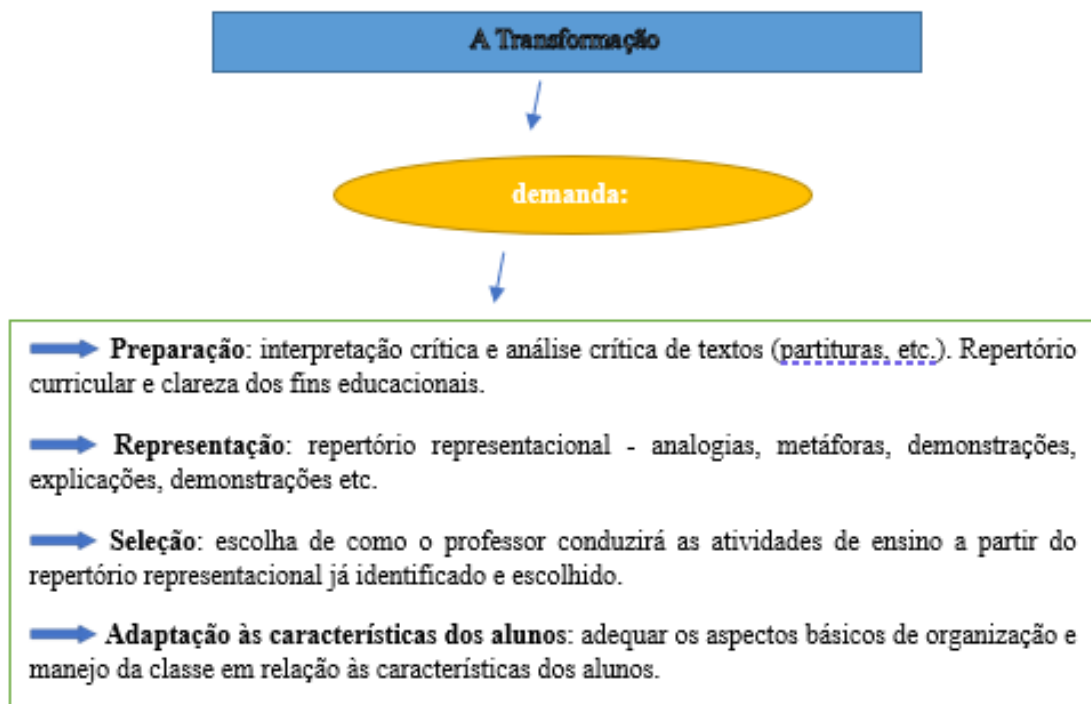 A Transformação
demanda:
Preparação: interpretação crítica e análise crítica de textos (partituras, etc.). Repertório
curricular e clareza dos fins educacionais.
Representação: repertório representacional - analogias, metáforas, demonstrações,
explicações, demonstrações etc.
Seleção: escolha de como o professor conduzirá as atividades de ensino a partir do
repertório representacional já identificado e escolhido.
Adaptação às características dos alunos: adequar os aspectos básicos de organização e
manejo da classe em relação às características dos alunos.